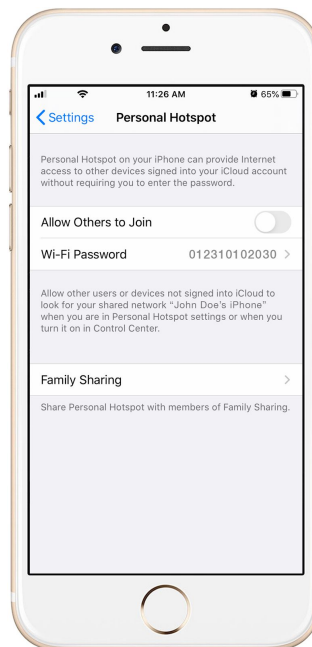 11:26 AM 65%
Settings Personal Hotspot
Personal Hotspot on your iPhone can provide Internet
access to other devices signed into your iCloud account
without requiring you to enter the password.
Allow Others to Join
Wi-Fi Password 012310102030
Allow other users or devices not signed into iCloud to
look for your shared network “John Doe’s iPhone”
when you are in Personal Hotspot settings or when you
turn it on in Control Center.
Family Sharing
Share Personal Hotspot with members of Family Sharing.